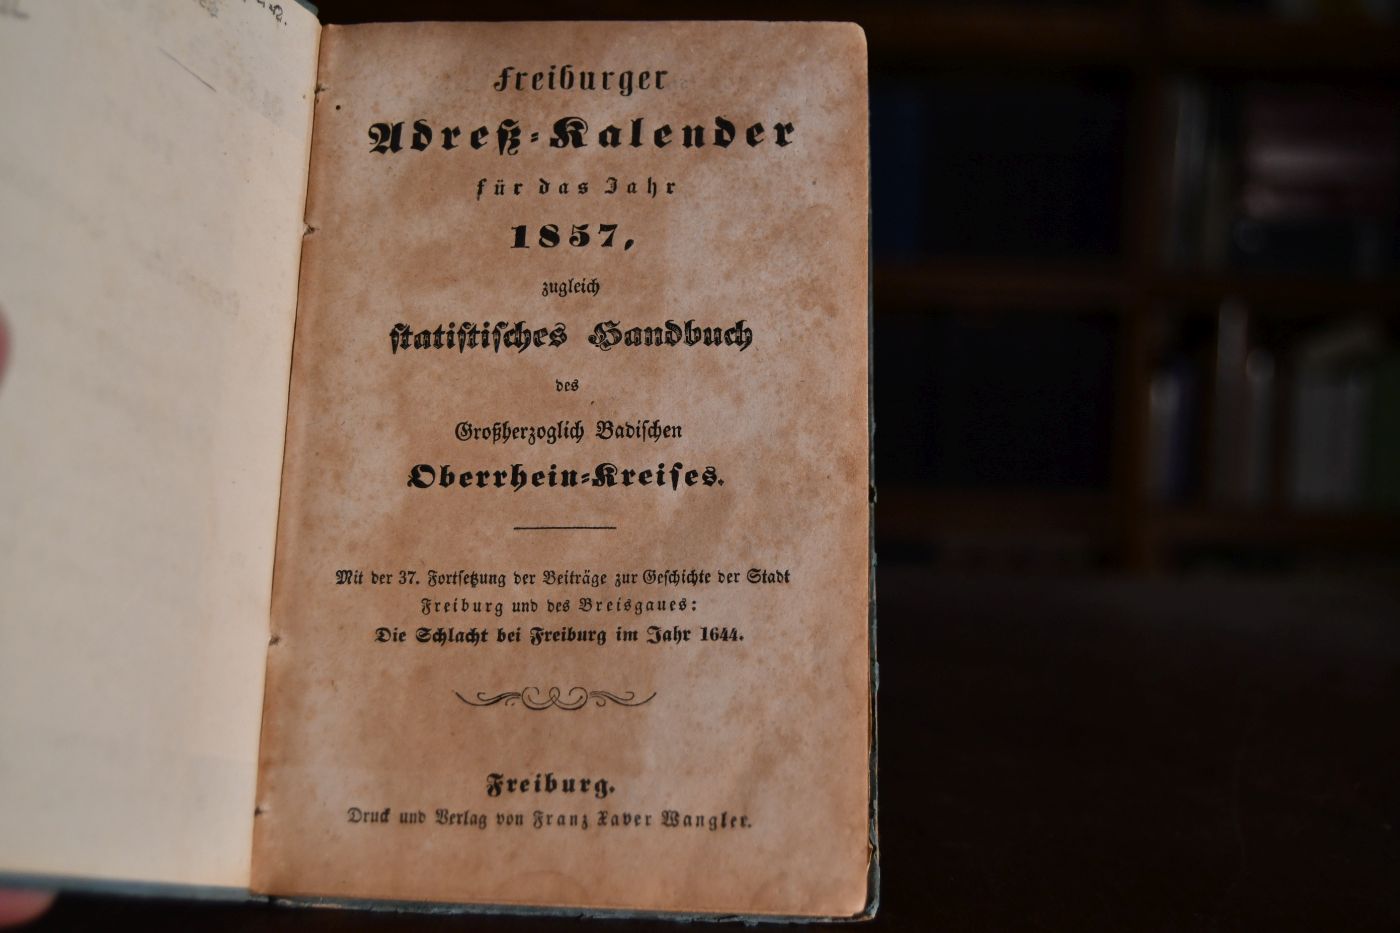 Freiburger
Adreß-Kalender
für das Jahr
1857,
zugleich
statistisches Handbuch
des
Großherzoglich Badischen
Oberrhein-Kreises.
Mit der 37. Fortsetzung der Beiträge zur Geschichte der Stadt
Freiburg und des Breisgaues:
Die Schlacht bei Freiburg im Jahr 1644.
Freiburg.
Druck und Verlag von Franz Xaver Wangler.